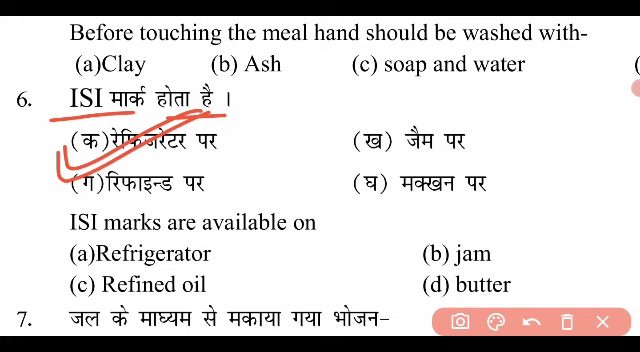 Before touching the meal hand should be washed with-
(a)Clay (b) Ash (c) soap and water (
6. ISI मार्क होता है ।
(क)रेफ्रिजरेटर पर (ख) जैम पर
(ग)रिफाइन्ड पर (घ) मक्खन पर
ISI marks are available on
(a)Refrigerator (b) jam
(c) Refined oil (d) butter
7. जल के माघ्यम से मकाया गया भोजन–